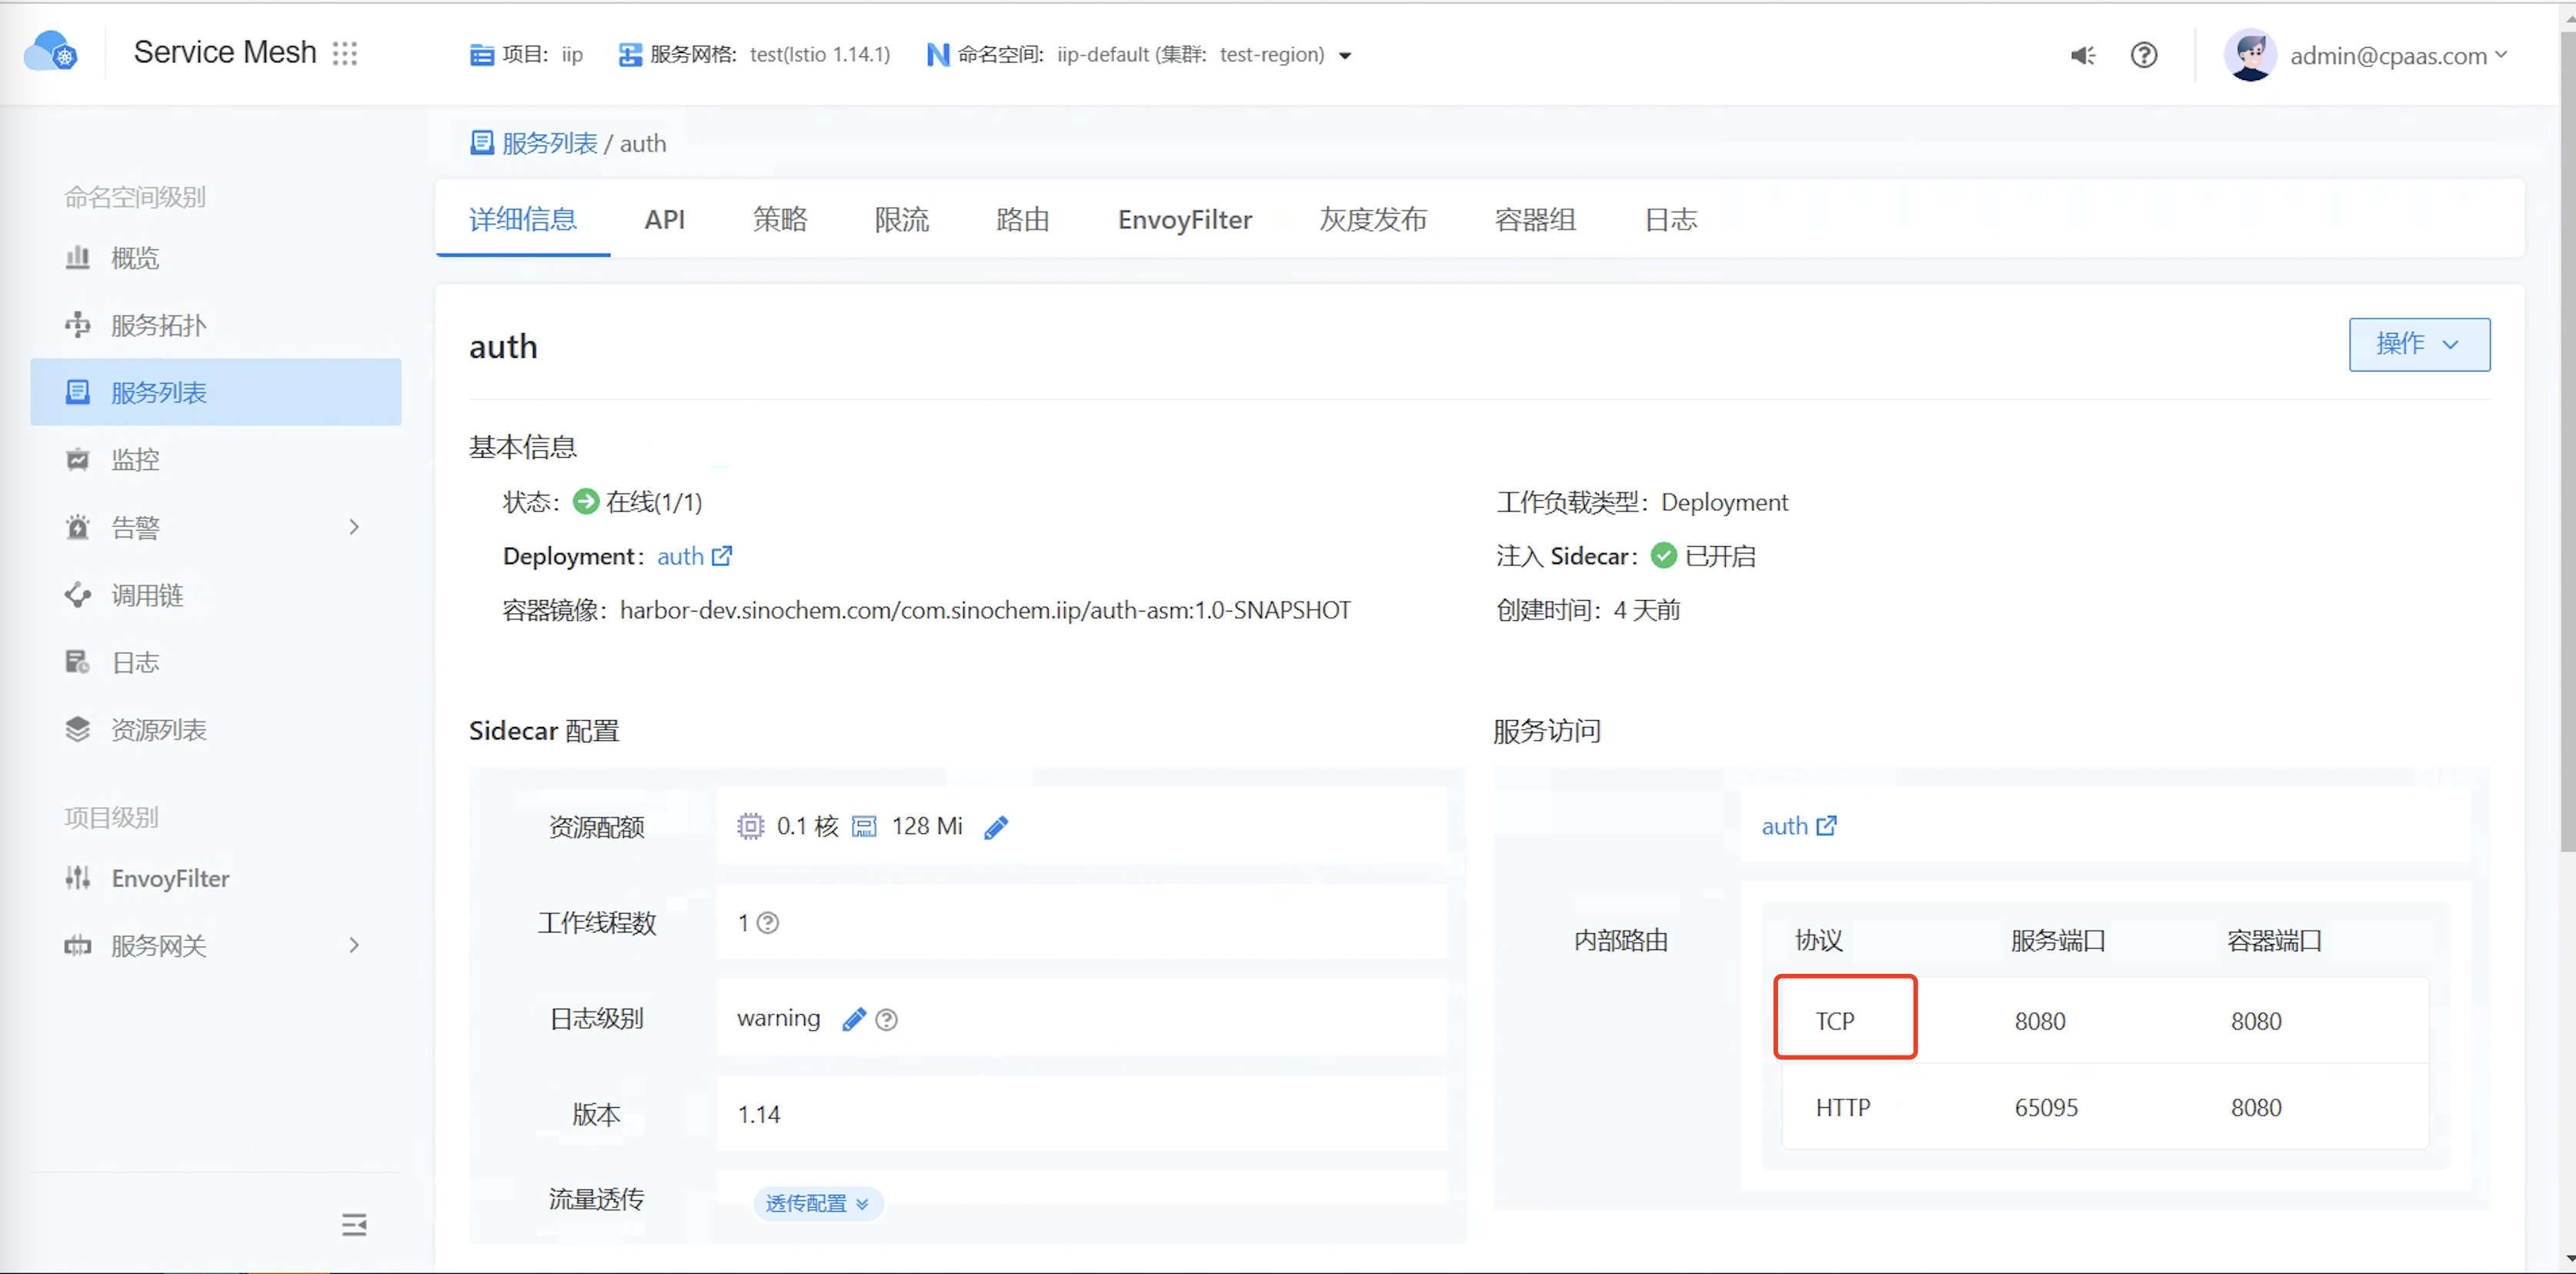 Service Mesh
项目: iip
服务网格: test(Istio 1.14.1)
命名空间: iip-default (集群: test-region)
admin@cpaas.com
服务列表 / auth
命名空间级别
概览
服务拓扑
服务列表
监控
告警
调用链
日志
资源列表
项目级别
EnvoyFilter
服务网关
详细信息 API 策略 限流 路由 EnvoyFilter 灰度发布 容器组 日志
auth
操作
基本信息
状态: 在线(1/1)
工作负载类型: Deployment
Deployment: auth
注入 Sidecar: 已开启
容器镜像: harbor-dev.sinochem.com/com.sinochem.iip/auth-asm:1.0-SNAPSHOT
创建时间: 4 天前
Sidecar 配置
资源配额 0.1 核 128 Mi
工作线程数 1
日志级别 warning
版本 1.14
流量透传 透传配置
服务访问
auth
内部路由
协议 服务端口 容器端口
TCP 8080 8080
HTTP 65095 8080